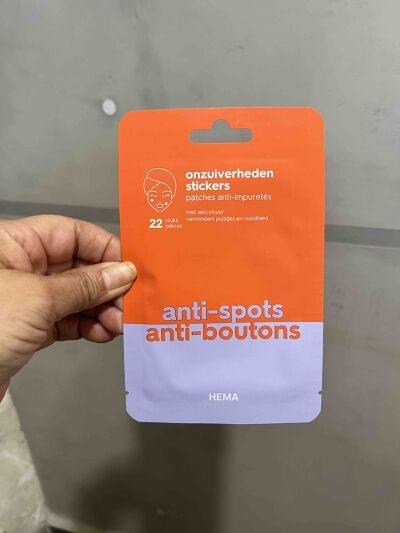 onzuiverheden
stickers
patches anti-impuretés
22 stuks
pièces
met salicylzuur
vermindert puistjes en roodheid
anti-spots
anti-boutons
HEMA